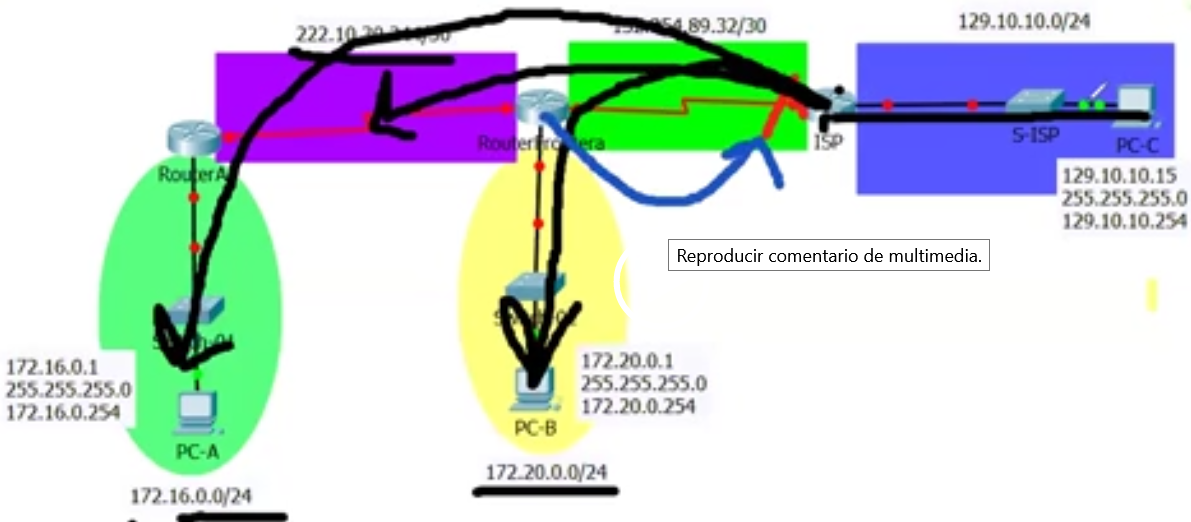 129.10.10.0/24
222.10.
.89.32/30
RouterA
ISP
S-ISP
PC-C
129.10.10.15
255.255.255.0
129.10.10.254
Reproducir comentario de multimedia.
172.16.0.1
255.255.255.0
172.16.0.254
PC-A
172.16.0.0/24
172.20.0.1
255.255.255.0
172.20.0.254
PC-B
172.20.0.0/24